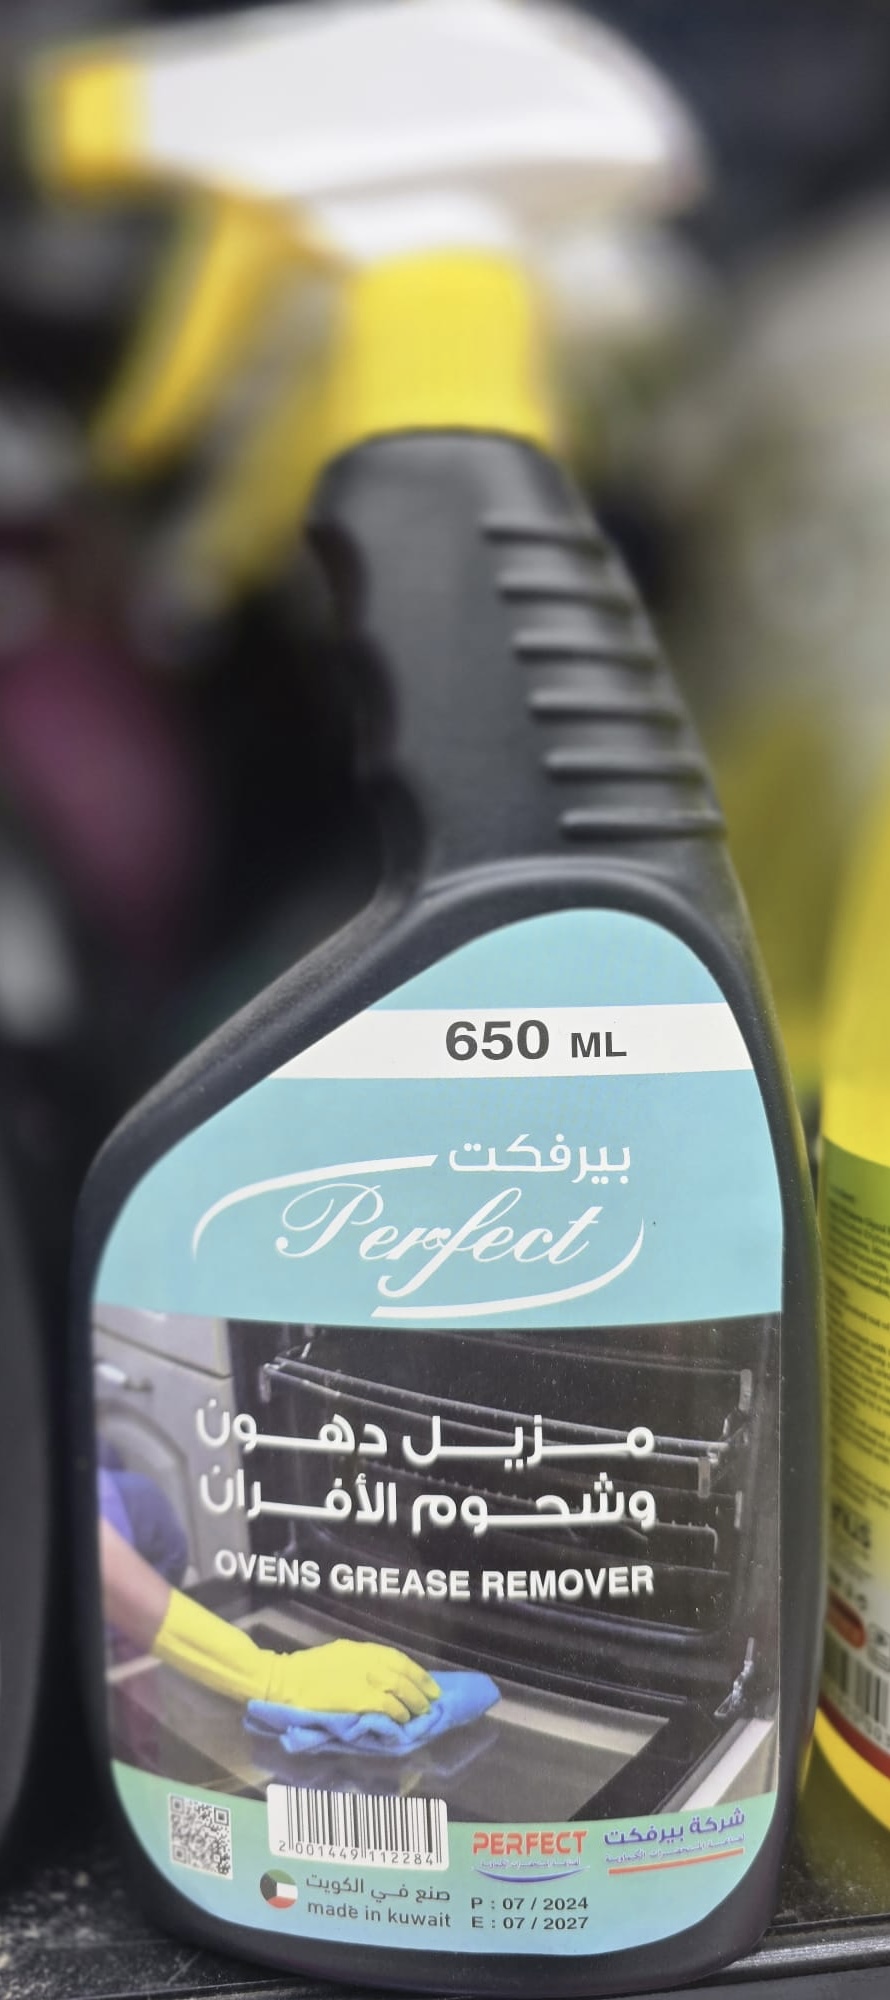 650 ML
بيرفكت
Perfect
مزيل دهون
وشحوم الأفران
OVENS GREASE REMOVER
2 001449 112284
PERFECT
شركة بيرفكت
صنع في الكويت
made in kuwait
P : 07 / 2024
E : 07 / 2027